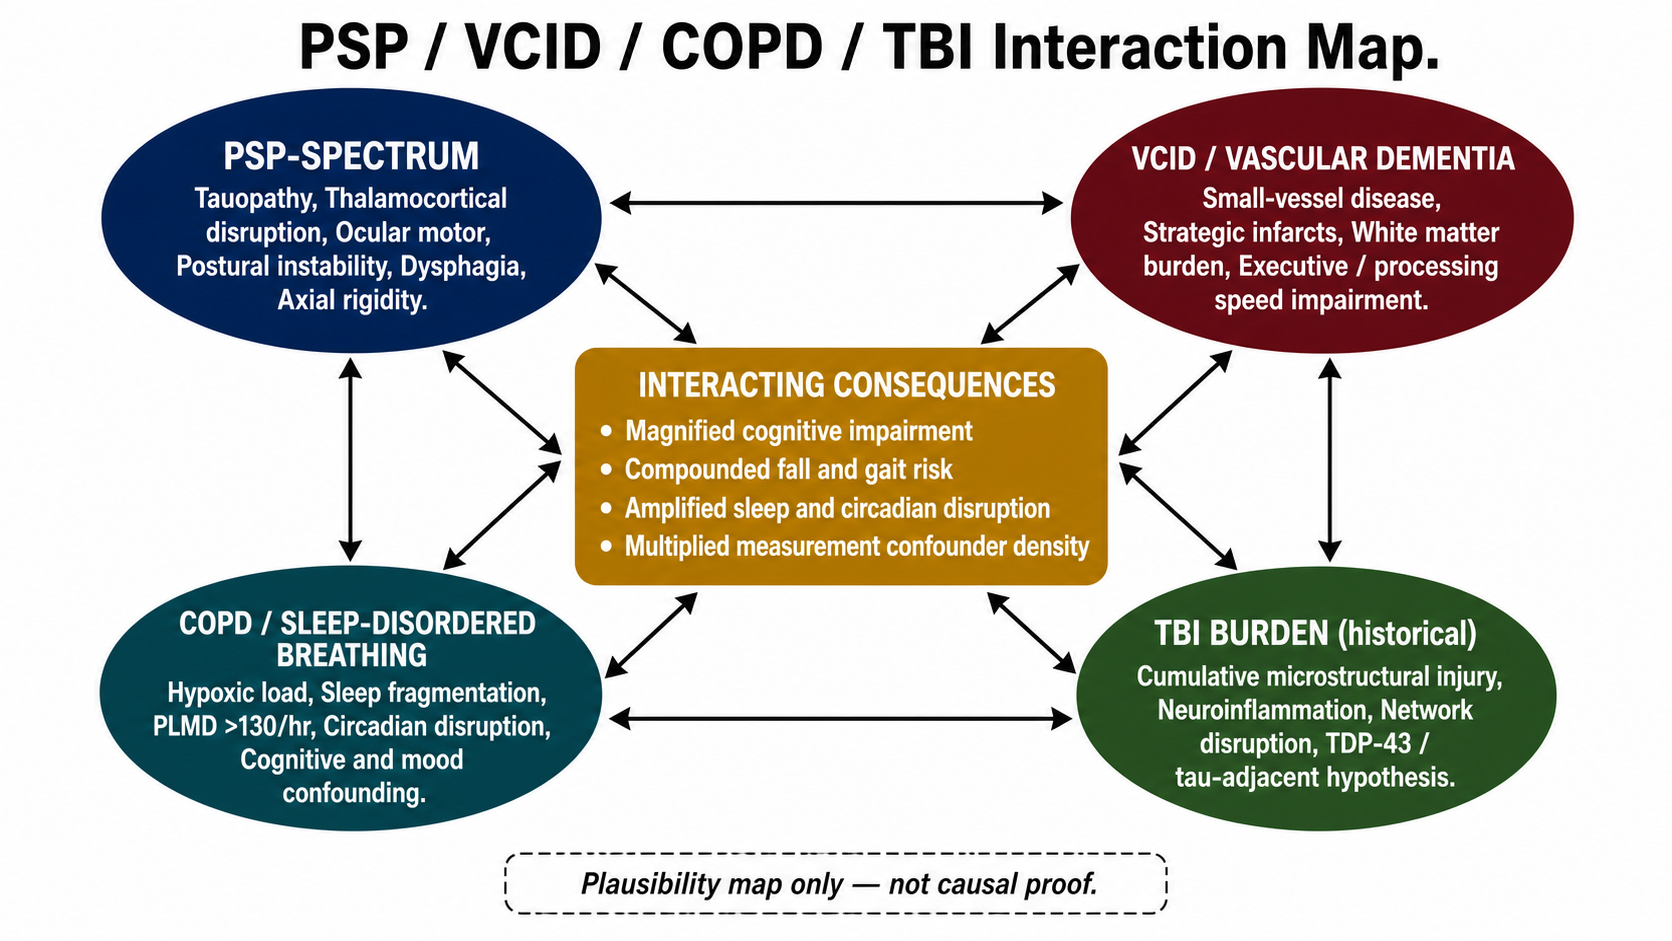 PSP / VCID / COPD / TBI Interaction Map.
PSP-SPECTRUM
Tauopathy, Thalamocortical
disruption, Ocular motor,
Postural instability, Dysphagia,
Axial rigidity.
VCID / VASCULAR DEMENTIA
Small-vessel disease,
Strategic infarcts, White matter
burden, Executive / processing
speed impairment.
INTERACTING CONSEQUENCES
• Magnified cognitive impairment
• Compounded fall and gait risk
• Amplified sleep and circadian disruption
• Multiplied measurement confounder density
COPD / SLEEP-DISORDERED
BREATHING
Hypoxic load, Sleep fragmentation,
PLMD >130/hr, Circadian disruption,
Cognitive and mood
confounding.
TBI BURDEN (historical)
Cumulative microstructural injury,
Neuroinflammation, Network
disruption, TDP-43 /
tau-adjacent hypothesis.
Plausibility map only — not causal proof.